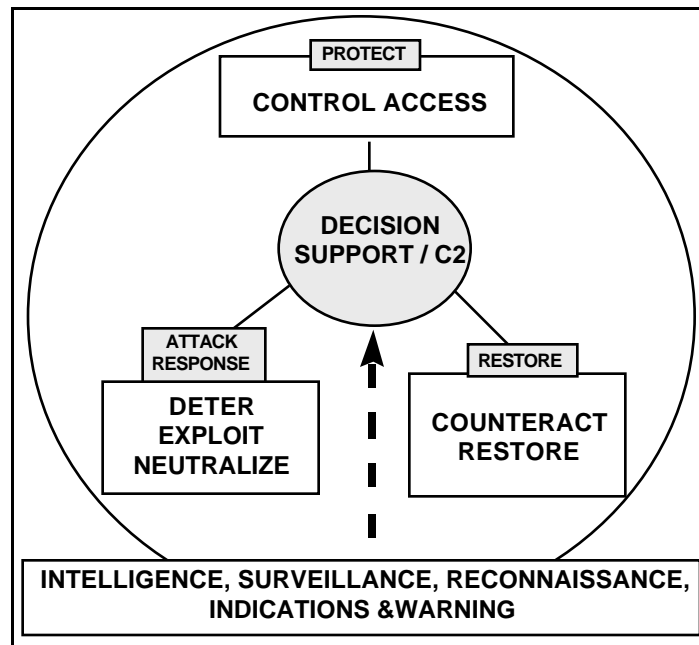 PROTECT
CONTROL ACCESS
DECISION
SUPPORT / C2
ATTACK
RESPONSE
DETER
EXPLOIT
NEUTRALIZE
RESTORE
COUNTERACT
RESTORE
INTELLIGENCE, SURVEILLANCE, RECONNAISSANCE,
INDICATIONS &WARNING